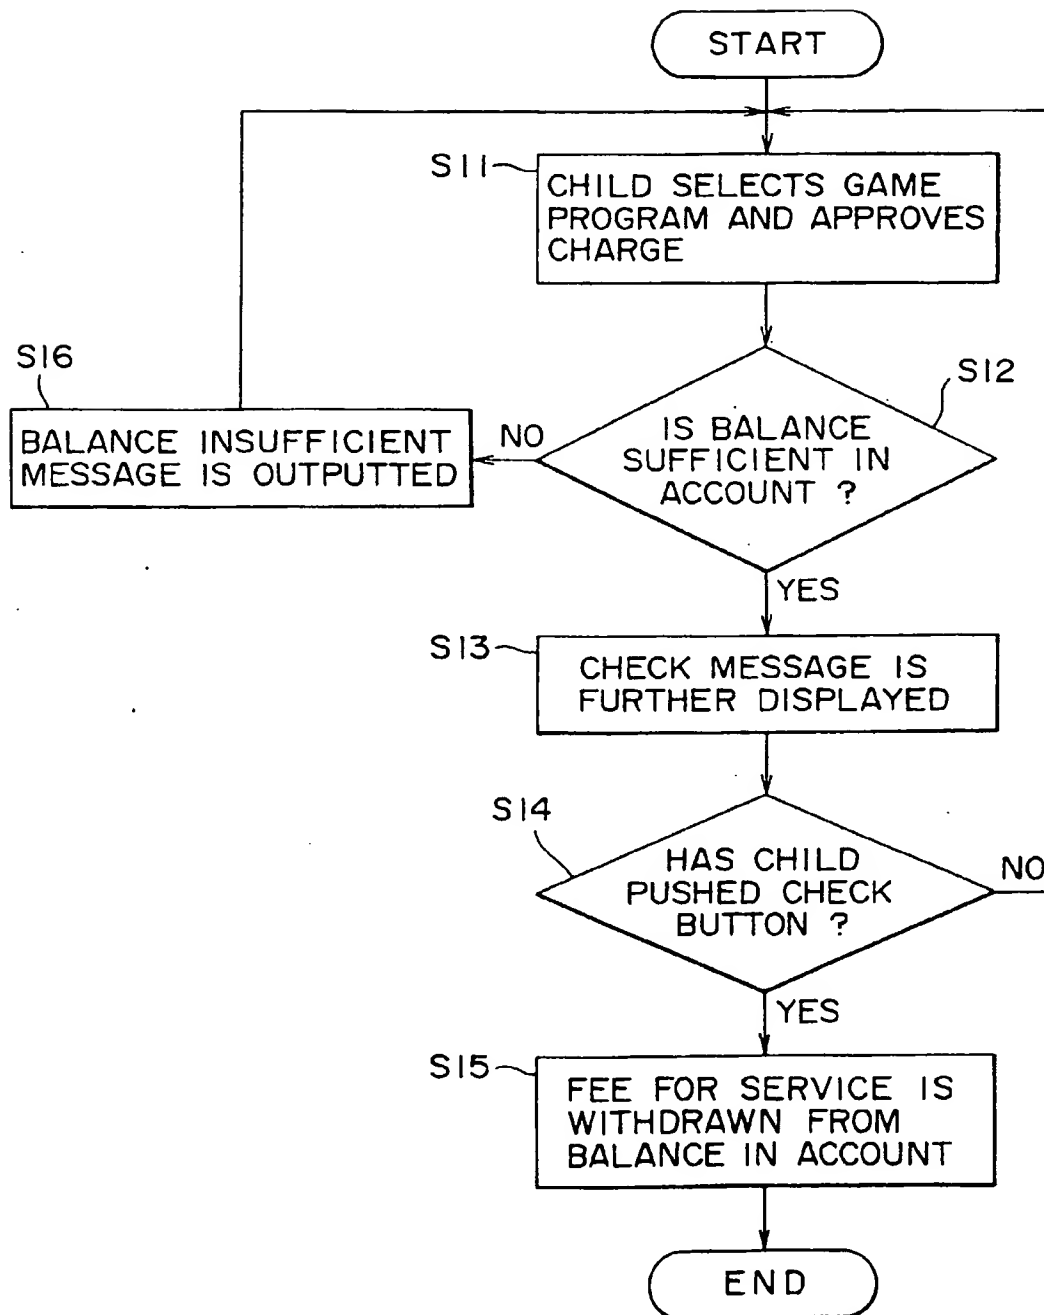 START
S11
CHILD SELECTS GAME
PROGRAM AND APPROVES
CHARGE
S16
S12
BALANCE INSUFFICIENT
MESSAGE IS OUTPUTTED
NO
IS BALANCE
SUFFICIENT IN
ACCOUNT ?
YES
S13
CHECK MESSAGE IS
FURTHER DISPLAYED
S14
HAS CHILD
PUSHED CHECK
BUTTON ?
NO
YES
S15
FEE FOR SERVICE IS
WITHDRAWN FROM
BALANCE IN ACCOUNT
END